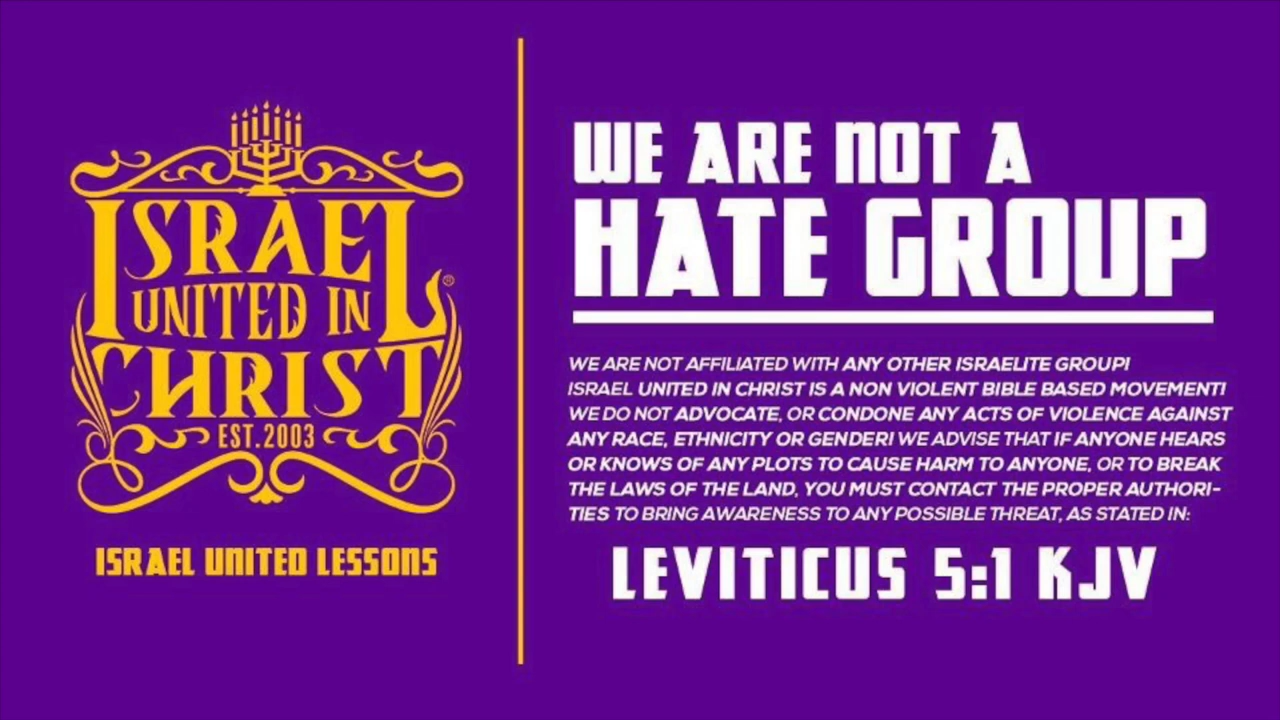 ISRAEL
UNITED IN
CHRIST
EST.2003
ISRAEL UNITED LESSONS
WE ARE NOT A
HATE GROUP
WE ARE NOT AFFILIATED WITH ANY OTHER ISRAELITE GROUP!
ISRAEL UNITED IN CHRIST IS A NON VIOLENT BIBLE BASED MOVEMENT!
WE DO NOT ADVOCATE, OR CONDONE ANY ACTS OF VIOLENCE AGAINST
ANY RACE, ETHNICITY OR GENDER! WE ADVISE THAT IF ANYONE HEARS
OR KNOWS OF ANY PLOTS TO CAUSE HARM TO ANYONE, OR TO BREAK
THE LAWS OF THE LAND, YOU MUST CONTACT THE PROPER AUTHORI-
TIES TO BRING AWARENESS TO ANY POSSIBLE THREAT, AS STATED IN:
LEVITICUS 5:1 KJV